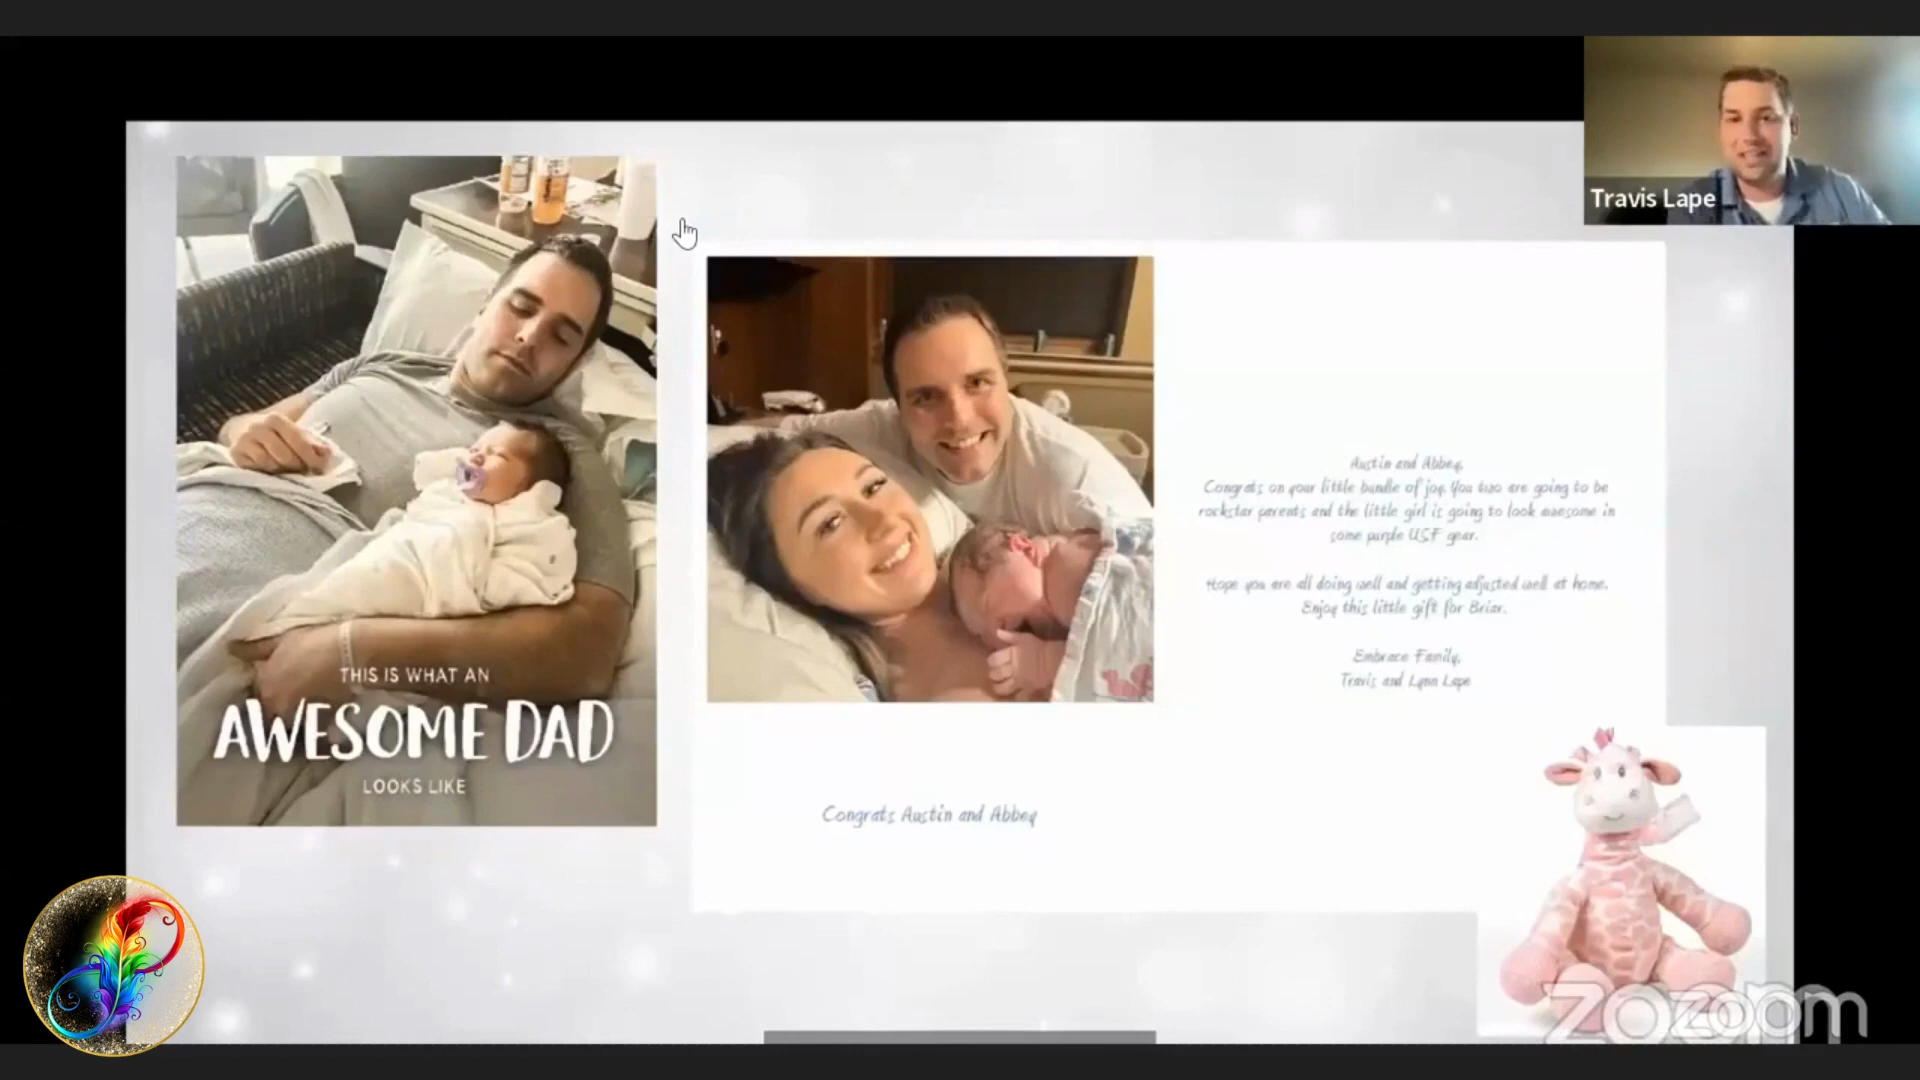 Travis Lape
THIS IS WHAT AN
AWESOME DAD
LOOKS LIKE
Austin and Abbey,
Congrats on your little bundle of joy. You two are going to be
rockstar parents and the little girl is going to look awesome in
some purple USF gear.
Hope you are all doing well and getting adjusted well at home.
Enjoy this little gift for Briar.
Embrace Family,
Travis and Lynn Lape
Congrats Austin and Abbey
zoom